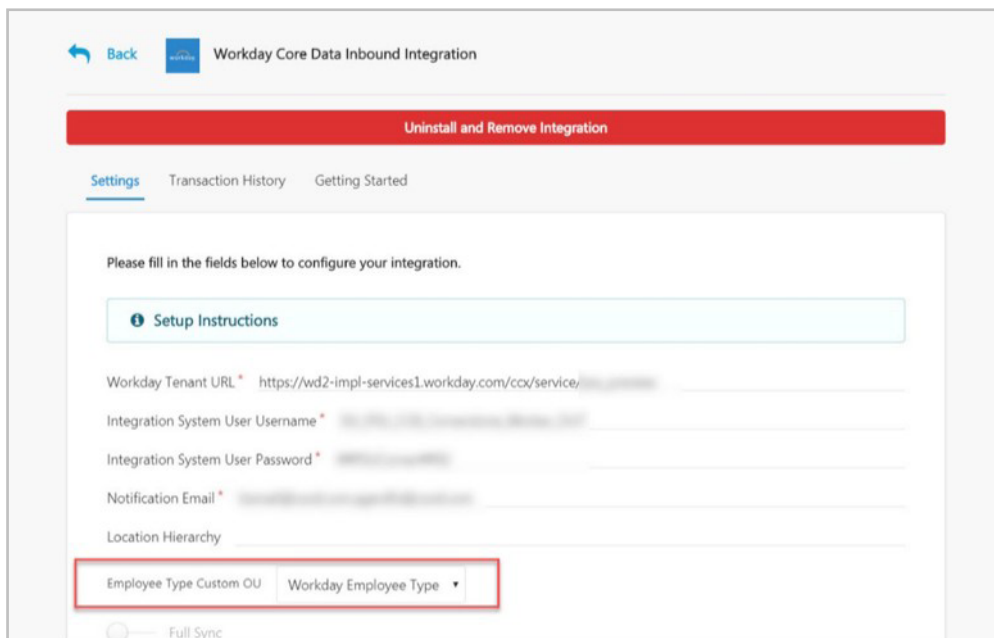 Back
workday
Workday Core Data Inbound Integration
Uninstall and Remove Integration
Settings Transaction History Getting Started
Please fill in the fields below to configure your integration.
Setup Instructions
Workday Tenant URL * https://wd2-impl-services1.workday.com/ccx/service/
Integration System User Username *
Integration System User Password *
Notification Email *
Location Hierarchy
Employee Type Custom OU Workday Employee Type
Full Sync